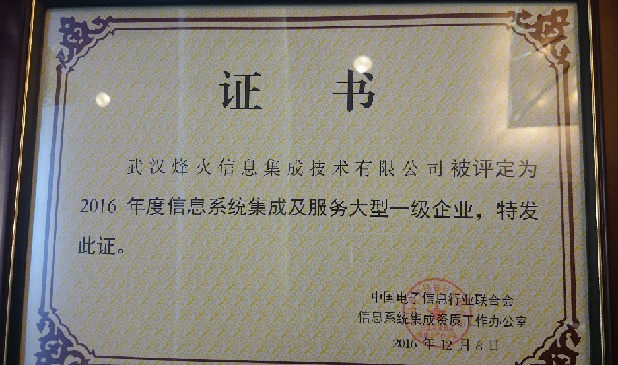 证 书
武汉烽火信息集成技术有限公司被评定为
2016 年度信息系统集成及服务大型一级企业，特发
此证。
中国电子信息行业联合会
信息系统集成资质工作办公室
2016 年 12 月 8 日